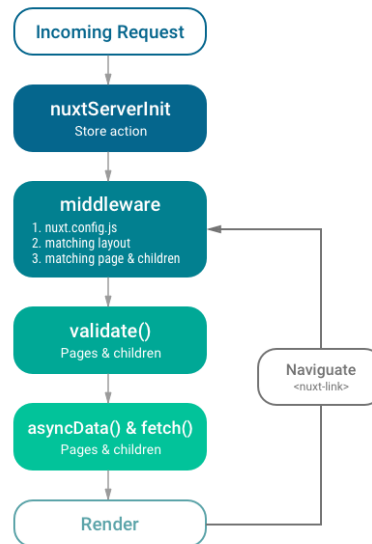 Incoming Request
nuxtServerInit
Store action
middleware
1. nuxt.config.js
2. matching layout
3. matching page & children
validate()
Pages & children
Naviguate
<nuxt-link>
asyncData() & fetch()
Pages & children
Render